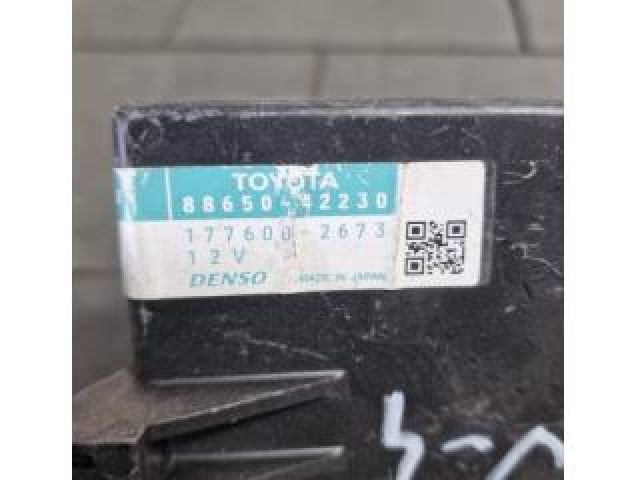 TOYOTA
88650-42230
177600-2673
12V
DENSO MADE IN JAPAN